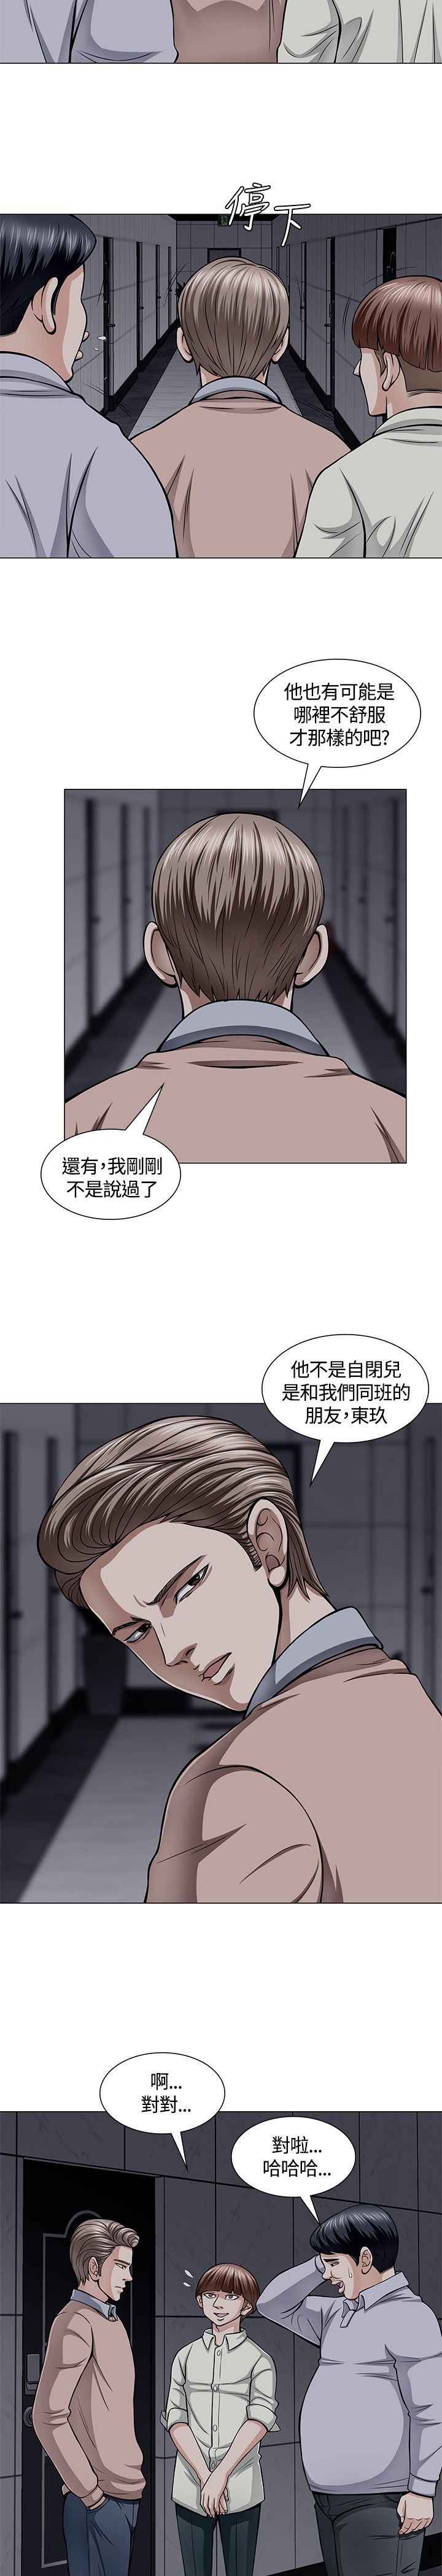 停下
他也有可能是
哪裡不舒服
才那樣的吧?
還有,我剛剛
不是說過了
他不是自閉兒
是和我們同班的
朋友,東玖
啊...
對對...
對啦...
哈哈哈...